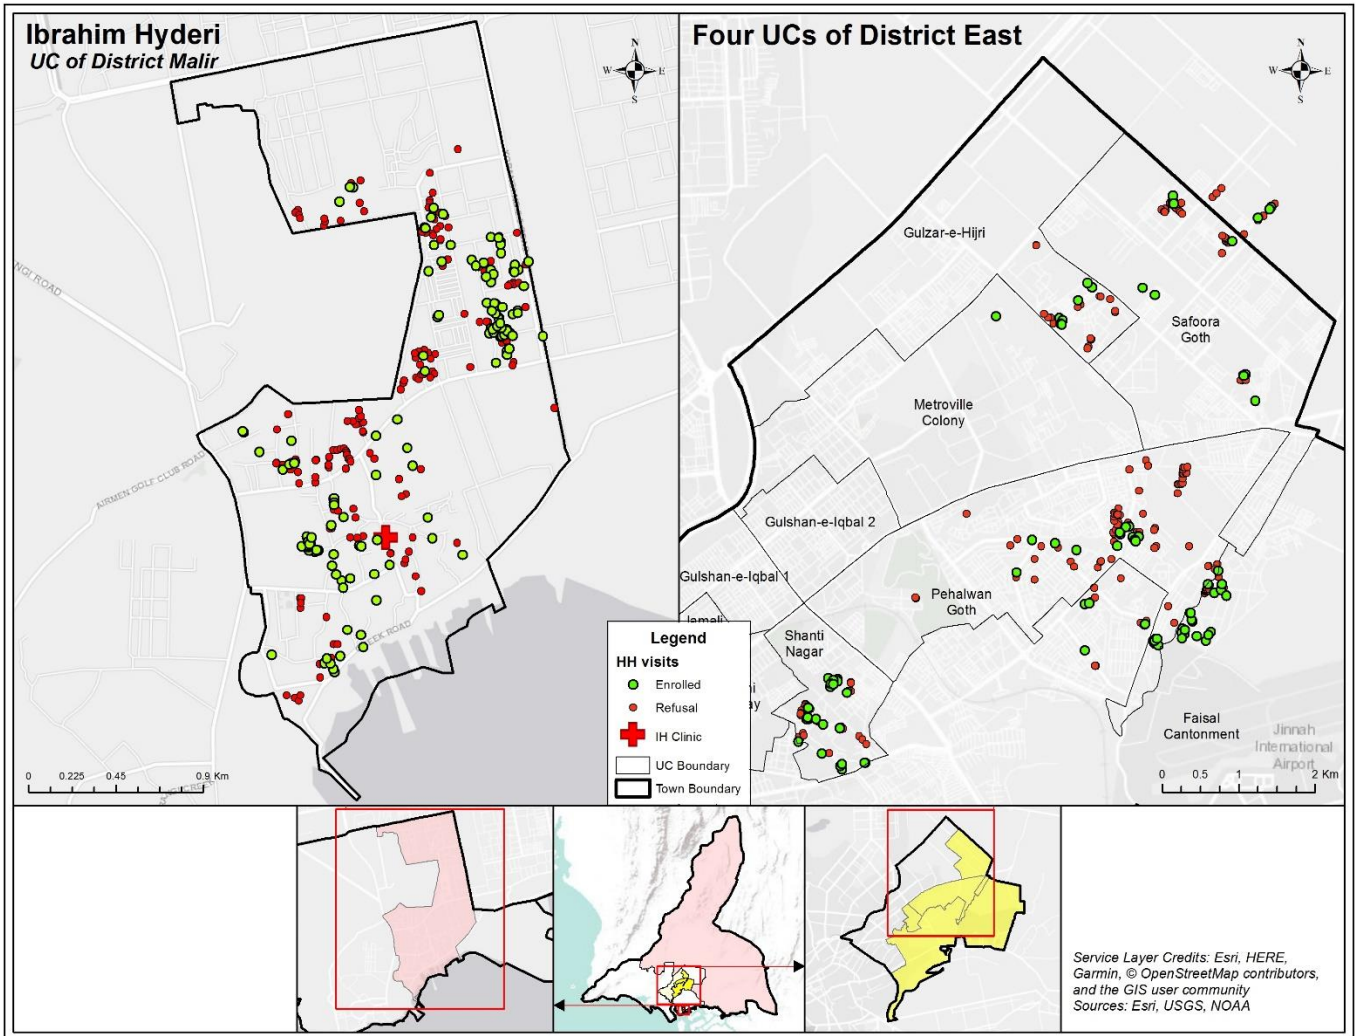 Ibrahim Hyderi
UC of District Malir
N
W E
S
NGI ROAD
AIRMEN GOLF CLUB ROAD
EEK ROAD
0 0.225 0.45 0.9 Km
Four UCs of District East
N
W E
S
Gulzar-e-Hijri
Safoora
Goth
Metroville
Colony
Gulshan-e-Iqbal 2
Gulshan-e-Iqbal 1
Pehalwan
Goth
Jamali
Shanti
Nagar
Faisal
Cantonment
Jinnah
International
Airport
0 0.5 1 2 Km
Legend
HH visits
Enrolled
Refusal
IH Clinic
UC Boundary
Town Boundary
Service Layer Credits: Esri, HERE,
Garmin, © OpenStreetMap contributors,
and the GIS user community
Sources: Esri, USGS, NOAA